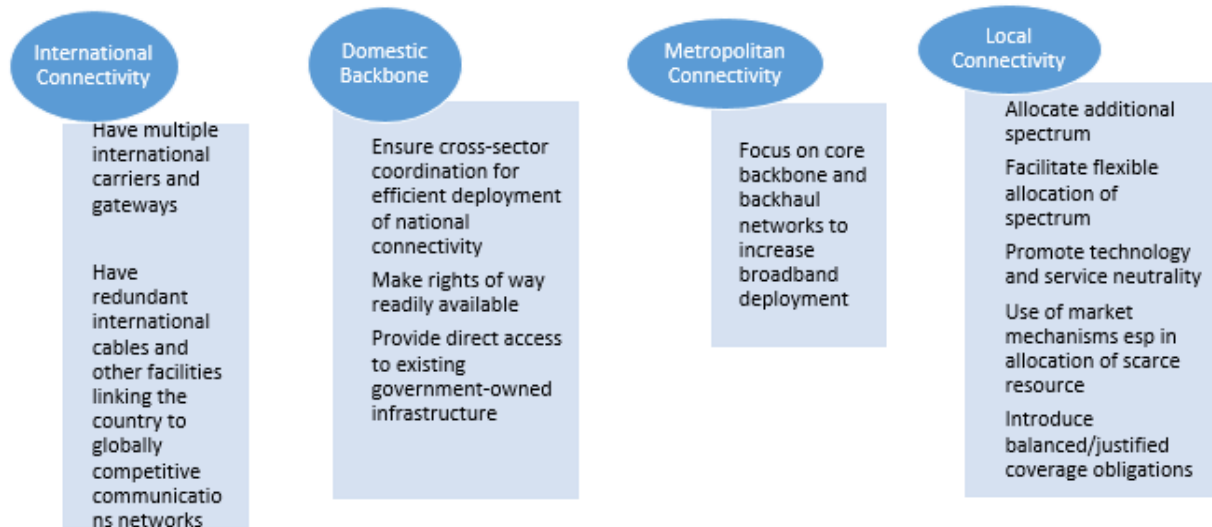 International
Connectivity
Have multiple
international
carriers and
gateways
Have
redundant
international
cables and
other facilities
linking the
country to
globally
competitive
communicatio
ns networks
Domestic
Backbone
Ensure cross-sector
coordination for
efficient deployment
of national
connectivity
Make rights of way
readily available
Provide direct access
to existing
government-owned
infrastructure
Metropolitan
Connectivity
Focus on core
backbone and
backhaul
networks to
increase
broadband
deployment
Local
Connectivity
Allocate additional
spectrum
Facilitate flexible
allocation of
spectrum
Promote technology
and service neutrality
Use of market
mechanisms esp in
allocation of scarce
resource
Introduce
balanced/justified
coverage obligations